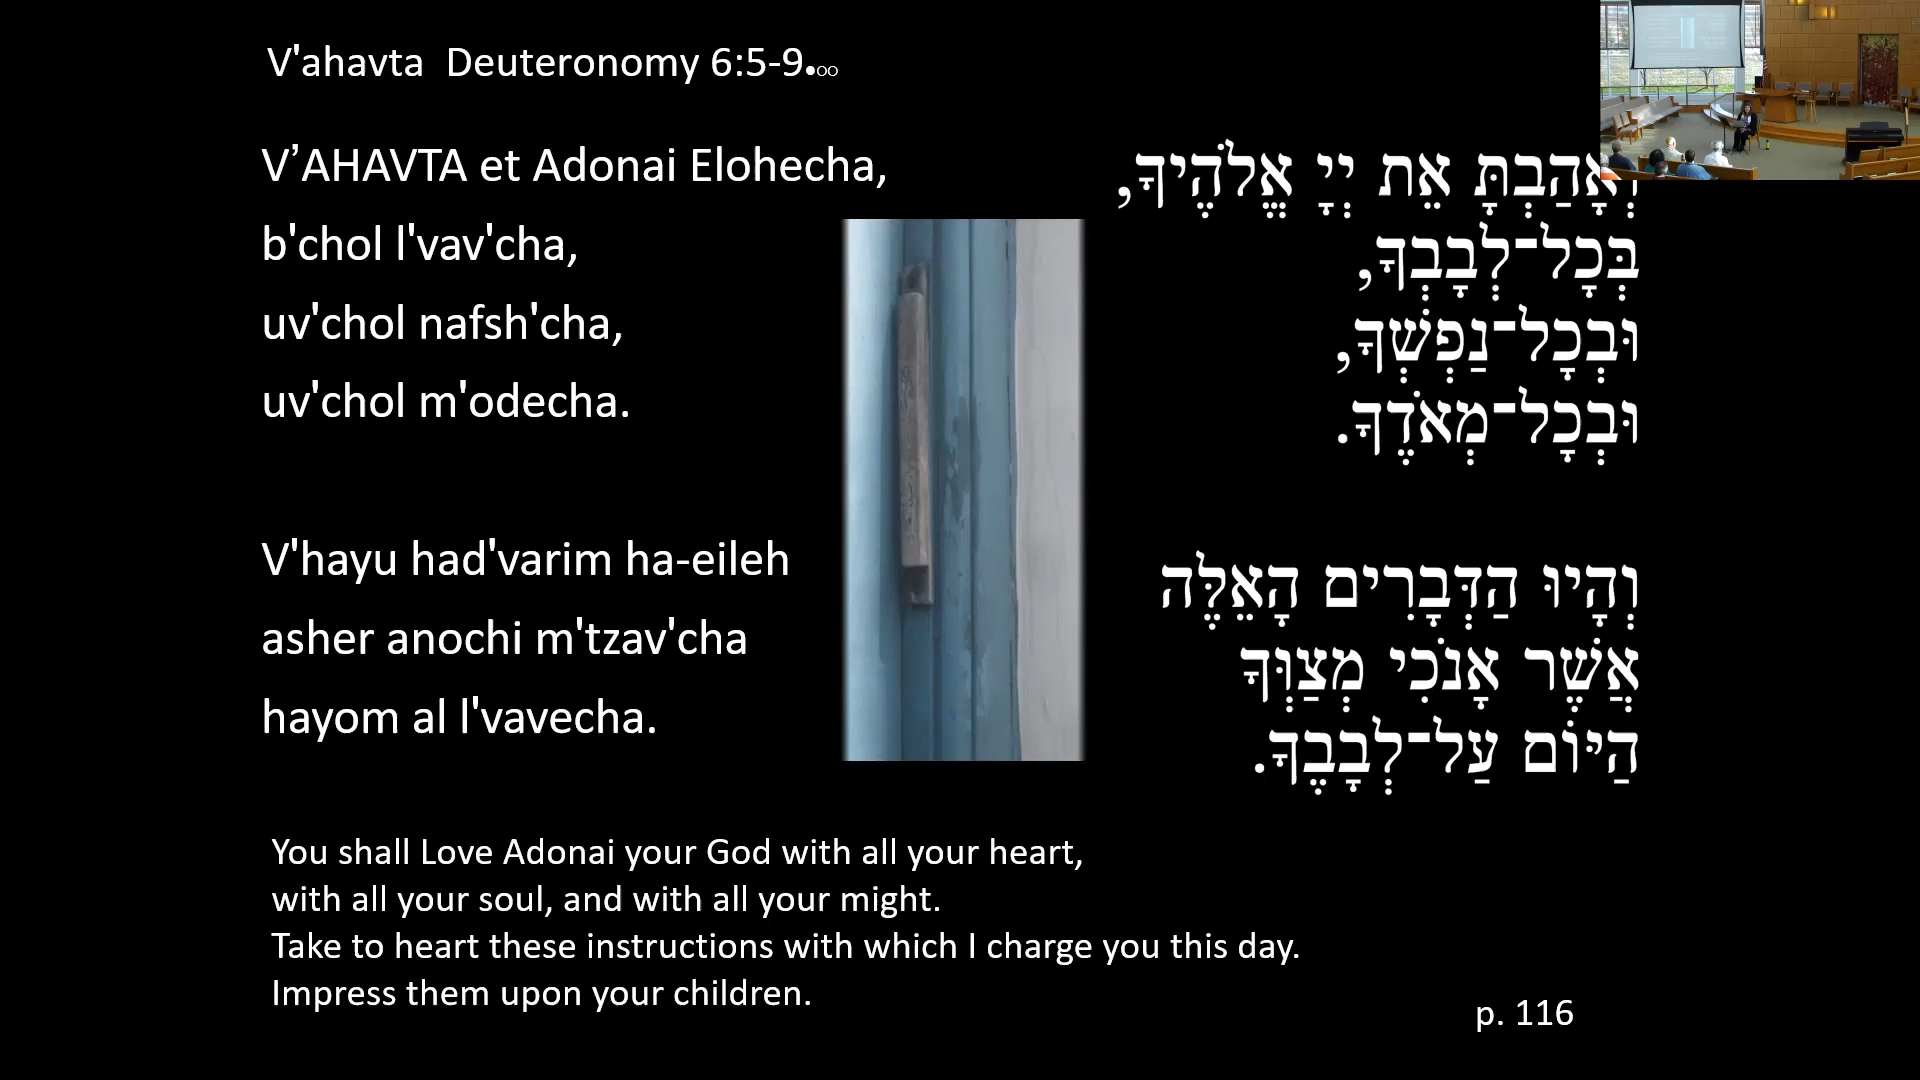 V'ahavta Deuteronomy 6:5-9●○○
V’AHAVTA et Adonai Elohecha,
b'chol l'vav'cha,
uv'chol nafsh'cha,
uv'chol m'odecha.
V'hayu had'varim ha-eileh
asher anochi m'tzav'cha
hayom al l'vavecha.
וְאָהַבְתָּ אֵת יְיָ אֱלֹהֶיךָ,
בְּכׇל־לְבָבְךָ,
וּבְכׇל־נַפְשְׁךָ,
וּבְכׇל־מְאֹדֶךָ.
וְהָיוּ הַדְּבָרִים הָאֵלֶּה
אֲשֶׁר אָנֹכִי מְצַוְּךָ
הַיּוֹם עַל־לְבָבֶךָ.
You shall Love Adonai your God with all your heart,
with all your soul, and with all your might.
Take to heart these instructions with which I charge you this day.
Impress them upon your children.
p. 116